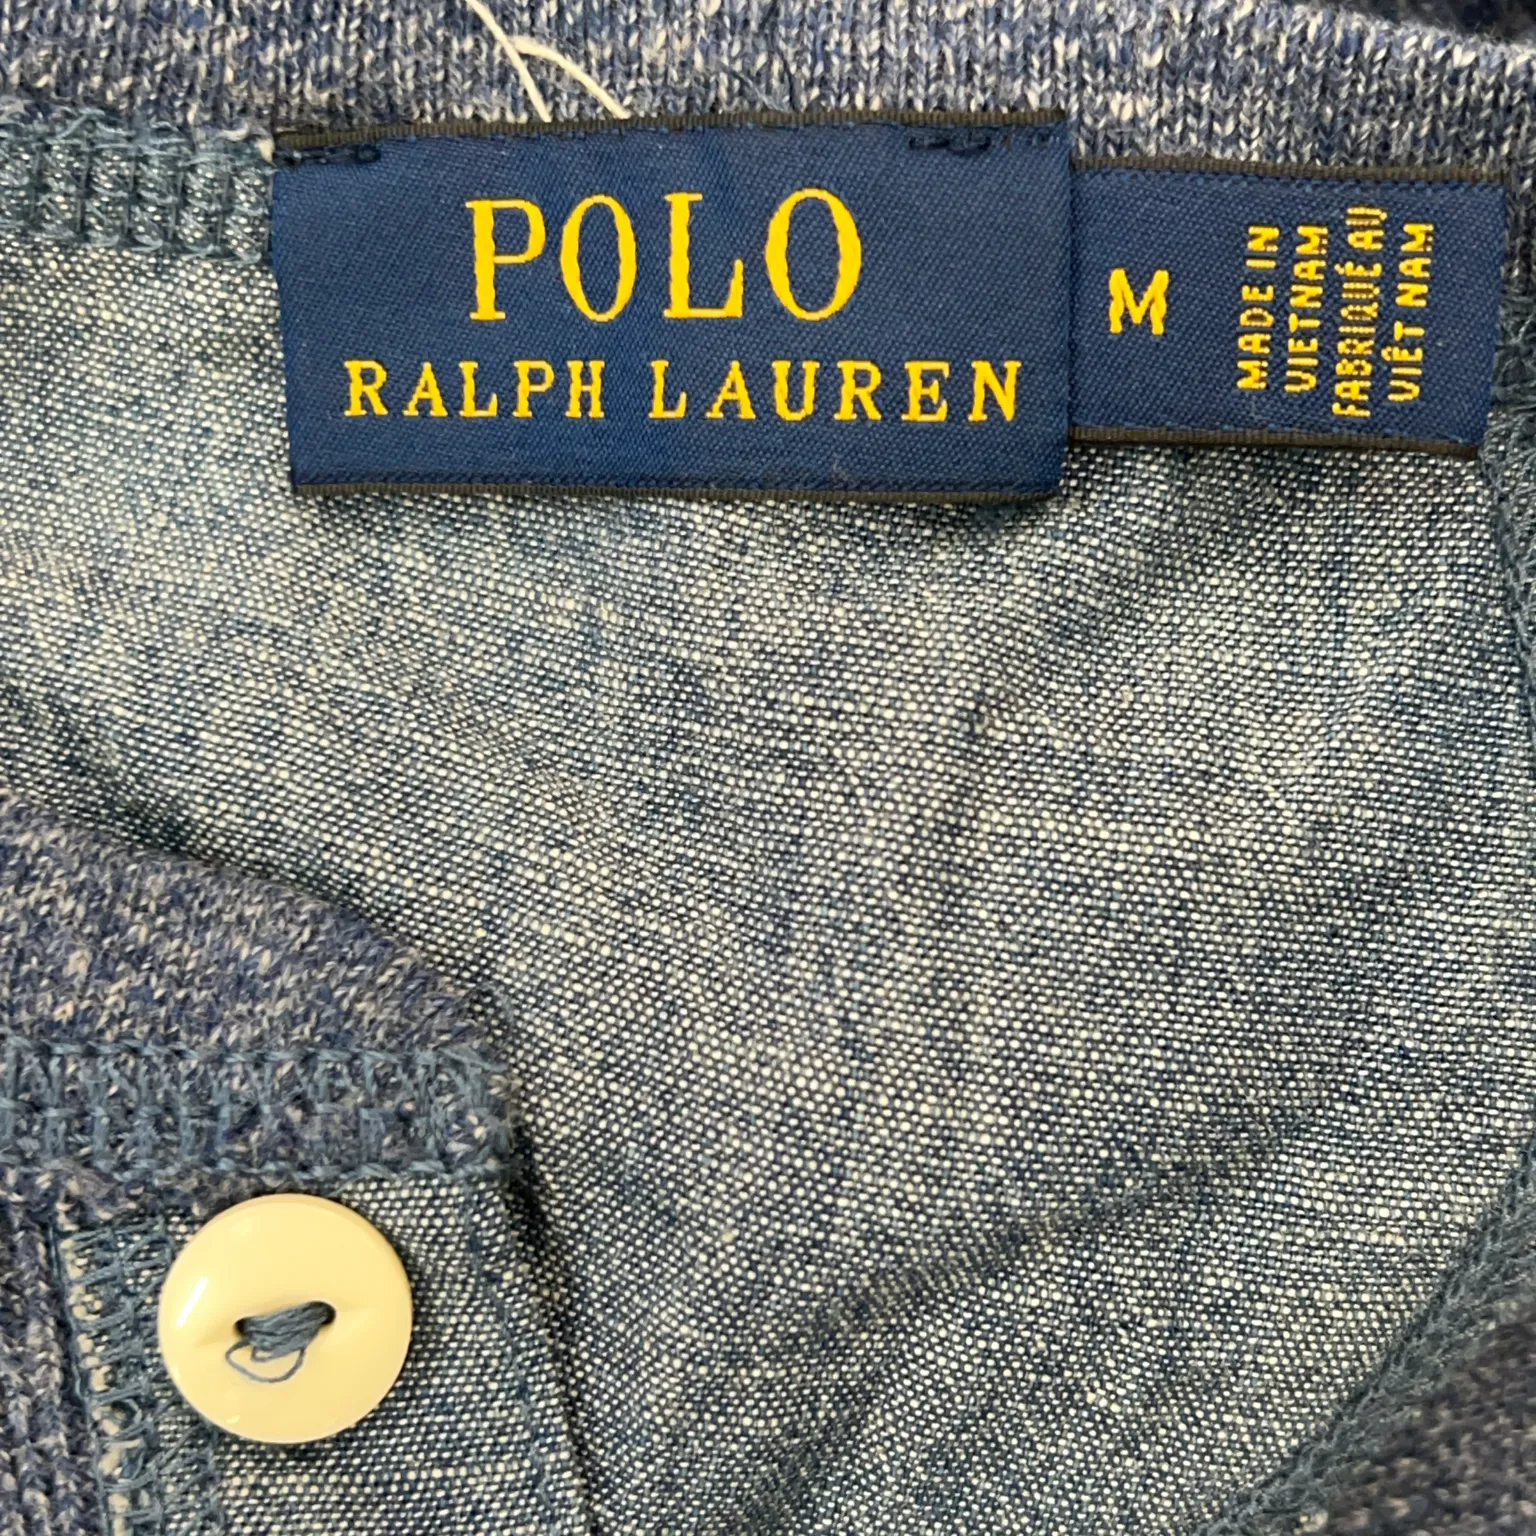 POLO
RALPH LAUREN
M
MADE IN
VIETNAM
FABRIQUÉ AU
VIÊT NAM